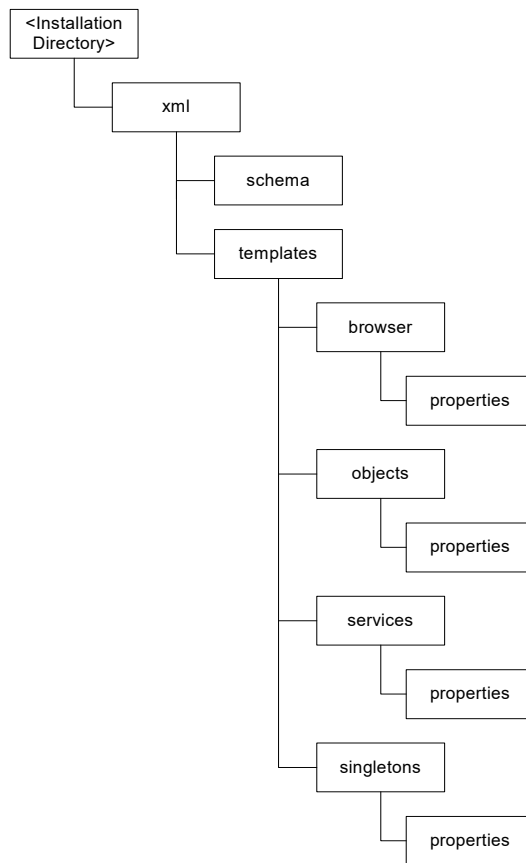 <Installation
Directory>
xml
schema
templates
browser
properties
objects
properties
services
properties
singletons
properties